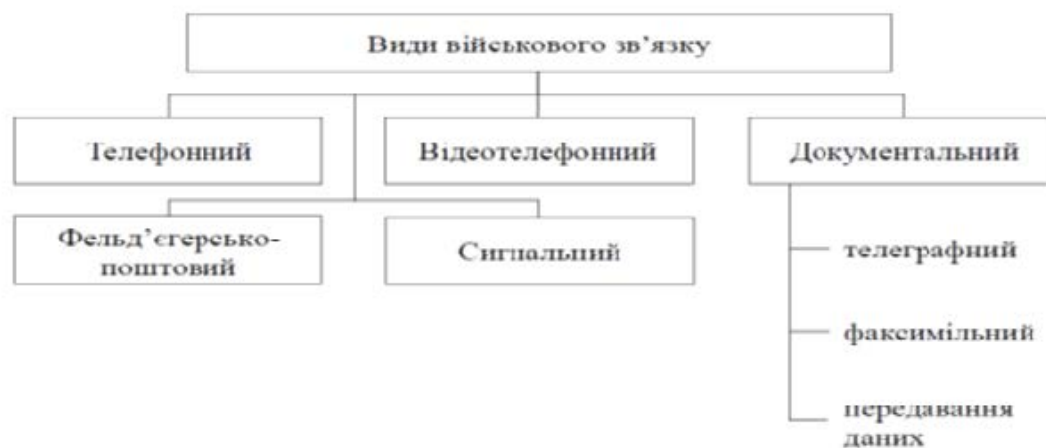 Види військового зв’язку
Телефонний
Відеотелефонний
Документальний
Фельд’єгерсько-
поштовий
Сигнальний
телеграфний
факсимільний
передавання
даних